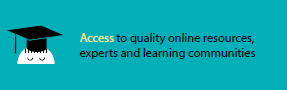 Access to quality online resources,
experts and learning communities